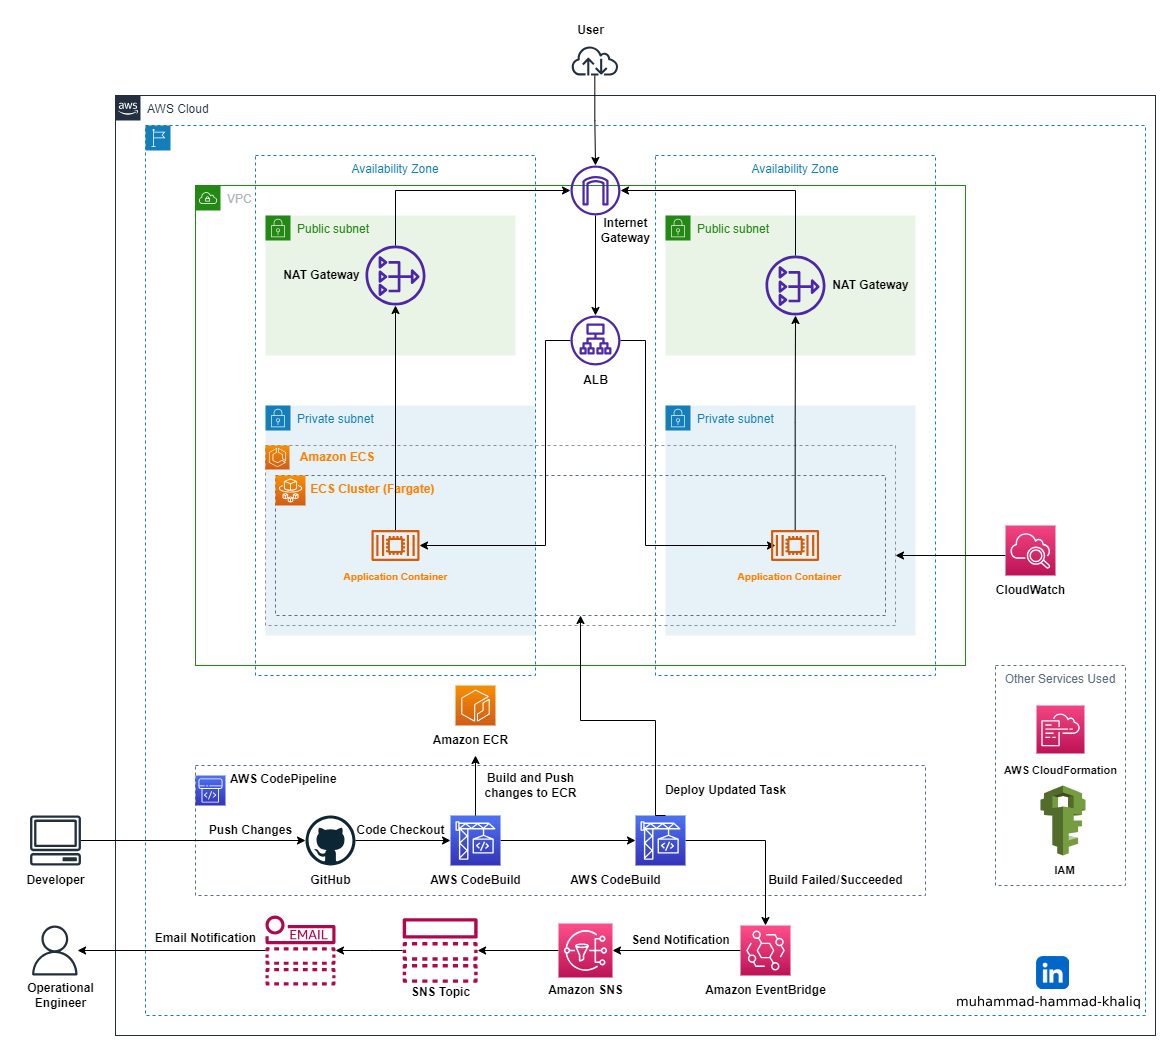 User
aws
AWS Cloud
Availability Zone
Availability Zone
VPC
Internet
Gateway
Public subnet
Public subnet
NAT Gateway
NAT Gateway
ALB
Private subnet
Private subnet
Amazon ECS
ECS Cluster (Fargate)
Application Container
Application Container
CloudWatch
Other Services Used
AWS CloudFormation
IAM
Amazon ECR
AWS CodePipeline
Build and Push
changes to ECR
Deploy Updated Task
Push Changes
Code Checkout
Developer
GitHub
AWS CodeBuild
AWS CodeBuild
Build Failed/Succeeded
Email Notification
EMAIL
Send Notification
Operational
Engineer
SNS Topic
Amazon SNS
Amazon EventBridge
in
muhammad-hammad-khaliq